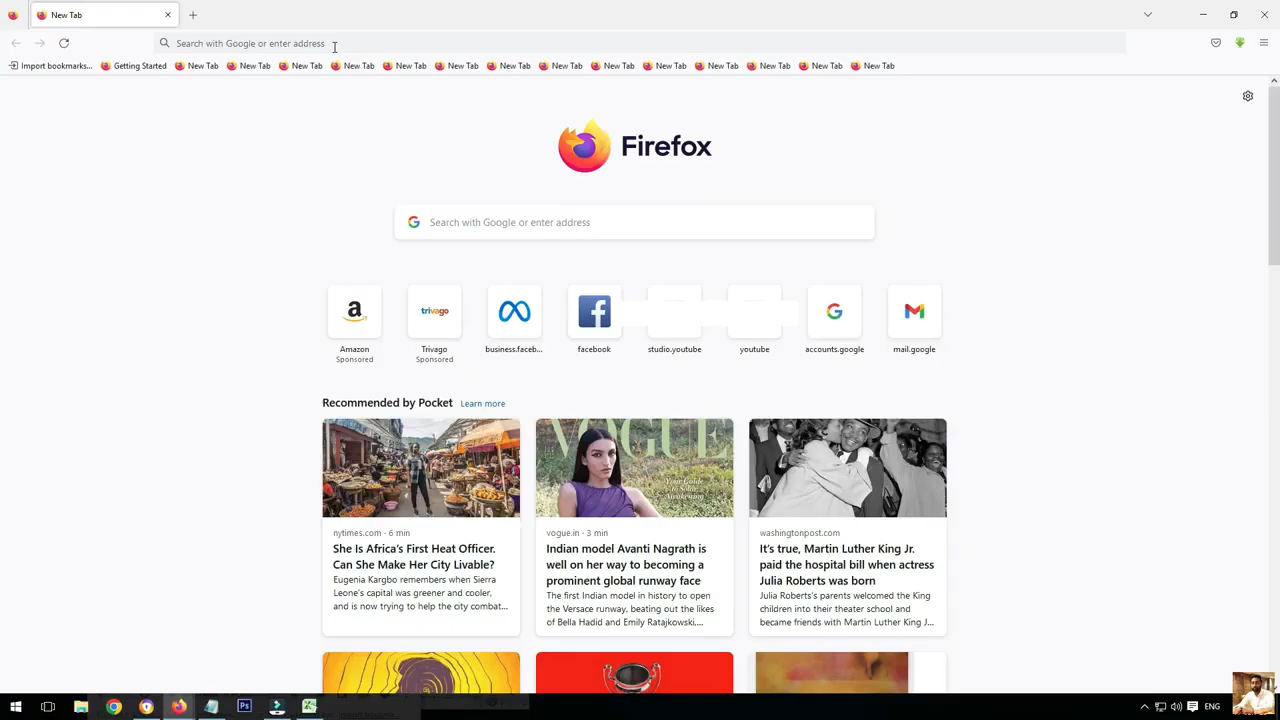 New Tab
Search with Google or enter address
Import bookmarks... Getting Started New Tab New Tab New Tab New Tab New Tab New Tab New Tab New Tab New Tab New Tab New Tab New Tab New Tab New Tab
Firefox
Search with Google or enter address
trivago
Amazon Trivago business.faceb... facebook studio.youtube youtube accounts.google mail.google
Sponsored Sponsored
Recommended by Pocket Learn more
VOGUE
Your Guide
nytimes.com · 6 min
She Is Africa's First Heat Officer.
Can She Make Her City Livable?
Eugenia Kargbo remembers when Sierra
Leone's capital was greener and cooler,
and is now trying to help the city combat...
vogue.in · 3 min
Indian model Avanti Nagrath is
well on her way to becoming a
prominent global runway face
The first Indian model in history to open
the Versace runway, beating out the likes
of Bella Hadid and Emily Ratajkowski,...
washingtonpost.com
It's true, Martin Luther King Jr.
paid the hospital bill when actress
Julia Roberts was born
Julia Roberts's parents welcomed the King
children into their theater school and
became friends with Martin Luther King J...
Ps
ENG